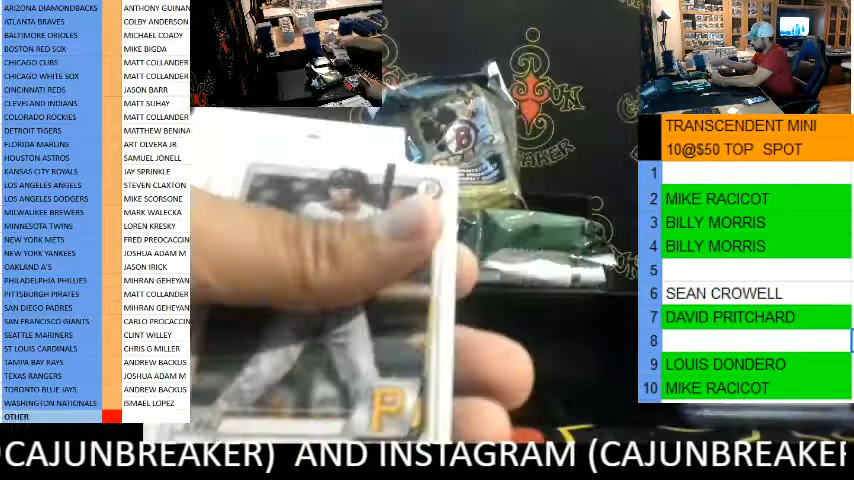 ARIZONA DIAMONDBACKS ANTHONY GUINAN
ATLANTA BRAVES COLBY ANDERSON
BALTIMORE ORIOLES MICHAEL COADY
BOSTON RED SOX MIKE BIGDA
CHICAGO CUBS MATT COLLANDER
CHICAGO WHITE SOX MATT COLLANDER
CINCINNATI REDS JASON BARR
CLEVELAND INDIANS MATT SUHAY
COLORADO ROCKIES MATT COLLANDER
DETROIT TIGERS MATTHEW BENINA
FLORIDA MARLINS ART OLVERA JR
HOUSTON ASTROS SAMUEL JONELL
KANSAS CITY ROYALS JAY SPRINKLE
LOS ANGELES ANGELS STEVEN CLAXTON
LOS ANGELES DODGERS MIKE SCORSONE
MILWAUKEE BREWERS MARK WALECKA
MINNESOTA TWINS LOREN KRESKY
NEW YORK METS FRED PREOCACCIN
NEW YORK YANKEES JOSHUA ADAM M
OAKLAND A'S JASON IRICK
PHILADELPHIA PHILLIES MIHRAN GEHEYAN
PITTSBURGH PIRATES MATT COLLANDER
SAN DIEGO PADRES MIHRAN GEHEYAN
SAN FRANCISCO GIANTS CARLO PROCACCIN
SEATTLE MARINERS CLINT WILLEY
ST LOUIS CARDINALS CHRIS G MILLER
TAMPA BAY RAYS ANDREW BACKUS
TEXAS RANGERS JOSHUA ADAM M
TORONTO BLUE JAYS ANDREW BACKUS
WASHINGTON NATIONALS ISMAEL LOPEZ
OTHER
P
B
UN
BREAKER
TRANSCENDENT MINI
10@$50 TOP SPOT
1
2 MIKE RACICOT
3 BILLY MORRIS
4 BILLY MORRIS
5
6 SEAN CROWELL
7 DAVID PRITCHARD
8
9 LOUIS DONDERO
10 MIKE RACICOT
CAJUNBREAKER) AND INSTAGRAM (CAJUNBREAKER